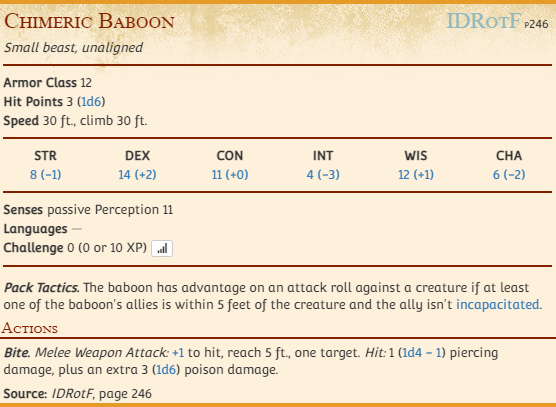 Chimeric Baboon IDRotF p246
Small beast, unaligned
Armor Class 12
Hit Points 3 (1d6)
Speed 30 ft., climb 30 ft.
STR DEX CON INT WIS CHA
8 (−1) 14 (+2) 11 (+0) 4 (−3) 12 (+1) 6 (−2)
Senses passive Perception 11
Languages —
Challenge 0 (0 or 10 XP)
Pack Tactics. The baboon has advantage on an attack roll against a creature if at least
one of the baboon's allies is within 5 feet of the creature and the ally isn't incapacitated.
Actions
Bite. Melee Weapon Attack: +1 to hit, reach 5 ft., one target. Hit: 1 (1d4 − 1) piercing
damage, plus an extra 3 (1d6) poison damage.
Source: IDRotF, page 246